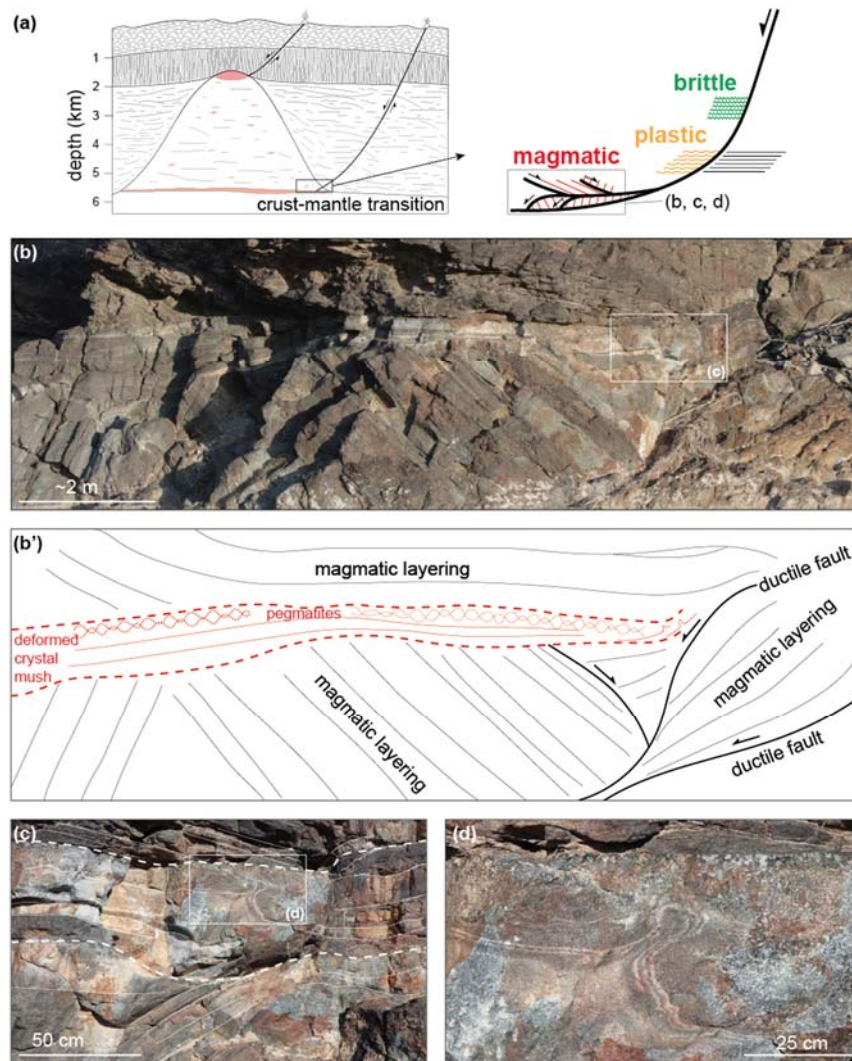 (a)
depth (km)
1
2
3
4
5
6
crust-mantle transition
brittle
plastic
magmatic
(b, c, d)
(b)
(c)
~2 m
(b')
magmatic layering
ductile fault
pegmatites
deformed
crystal
mush
magmatic layering
magmatic layering
ductile fault
(c)
(d)
50 cm
(d)
25 cm